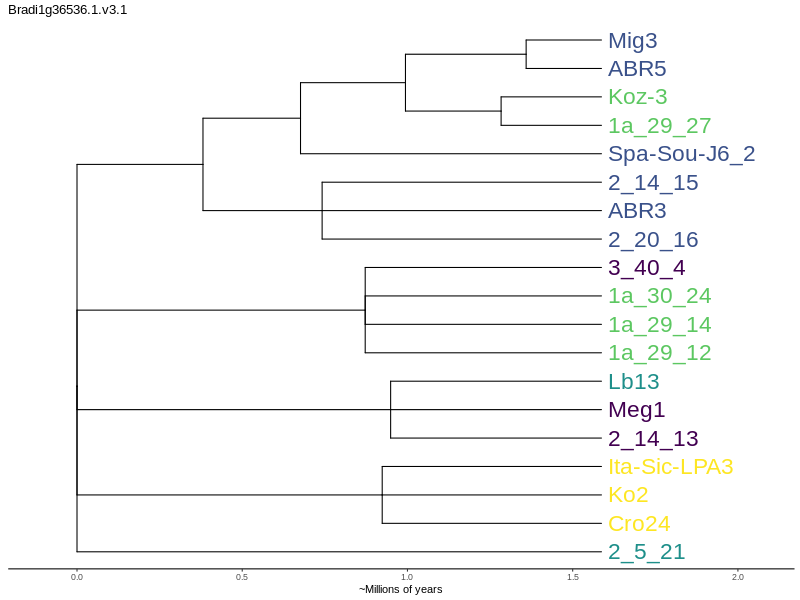 Bradi1g36536.1.v3.1
Mig3
ABR5
Koz-3
1a_29_27
Spa-Sou-J6_2
2_14_15
ABR3
2_20_16
3_40_4
1a_30_24
1a_29_14
1a_29_12
Lb13
Meg1
2_14_13
Ita-Sic-LPA3
Ko2
Cro24
2_5_21
0.0 0.5 1.0 1.5 2.0
~Millions of years